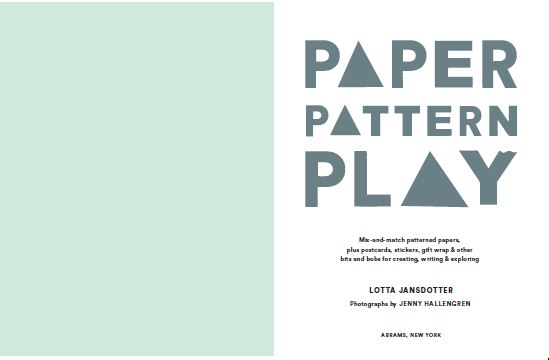 PAPER
PATTERN
PLAY
Mix-and-match patterned papers,
plus postcards, stickers, gift wrap & other
bits and bobs for creating, writing & exploring
LOTTA JANSDOTTER
Photographs by JENNY HALLENGREN
ABRAMS, NEW YORK